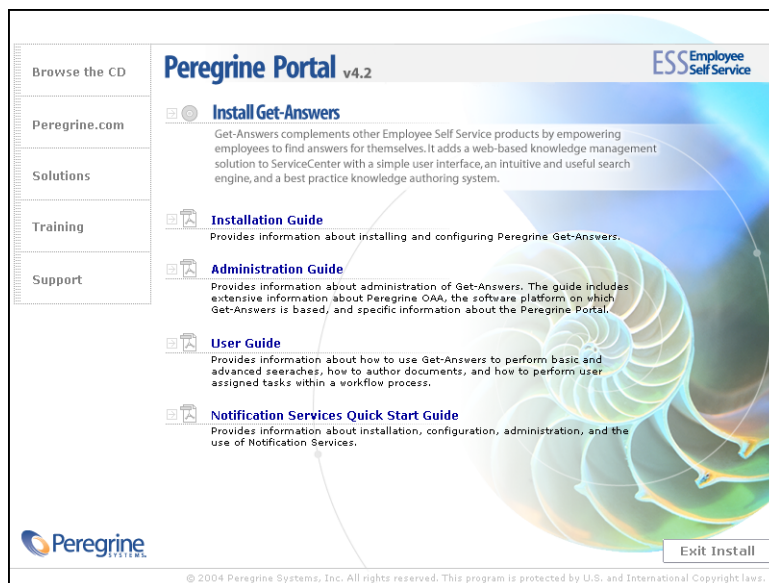 Browse the CD
Peregrine.com
Solutions
Training
Support
Peregrine Portal v4.2
ESS Employee
Self Service
Install Get-Answers
Get-Answers complements other Employee Self Service products by empowering
employees to find answers for themselves. It adds a web-based knowledge management
solution to ServiceCenter with a simple user interface, an intuitive and useful search
engine, and a best practice knowledge authoring system.
Installation Guide
Provides information about installing and configuring Peregrine Get-Answers.
Administration Guide
Provides information about administration of Get-Answers. The guide includes
extensive information about Peregrine OAA, the software platform on which
Get-Answers is based, and specific information about the Peregrine Portal.
User Guide
Provides information about how to use Get-Answers to perform basic and
advanced seeraches, how to author documents, and how to perform user
assigned tasks within a workflow process.
Notification Services Quick Start Guide
Provides information about installation, configuration, administration, and the
use of Notification Services.
Peregrine
SYSTEMS
Exit Install
© 2004 Peregrine Systems, Inc. All rights reserved. This program is protected by U.S. and International Copyright laws.